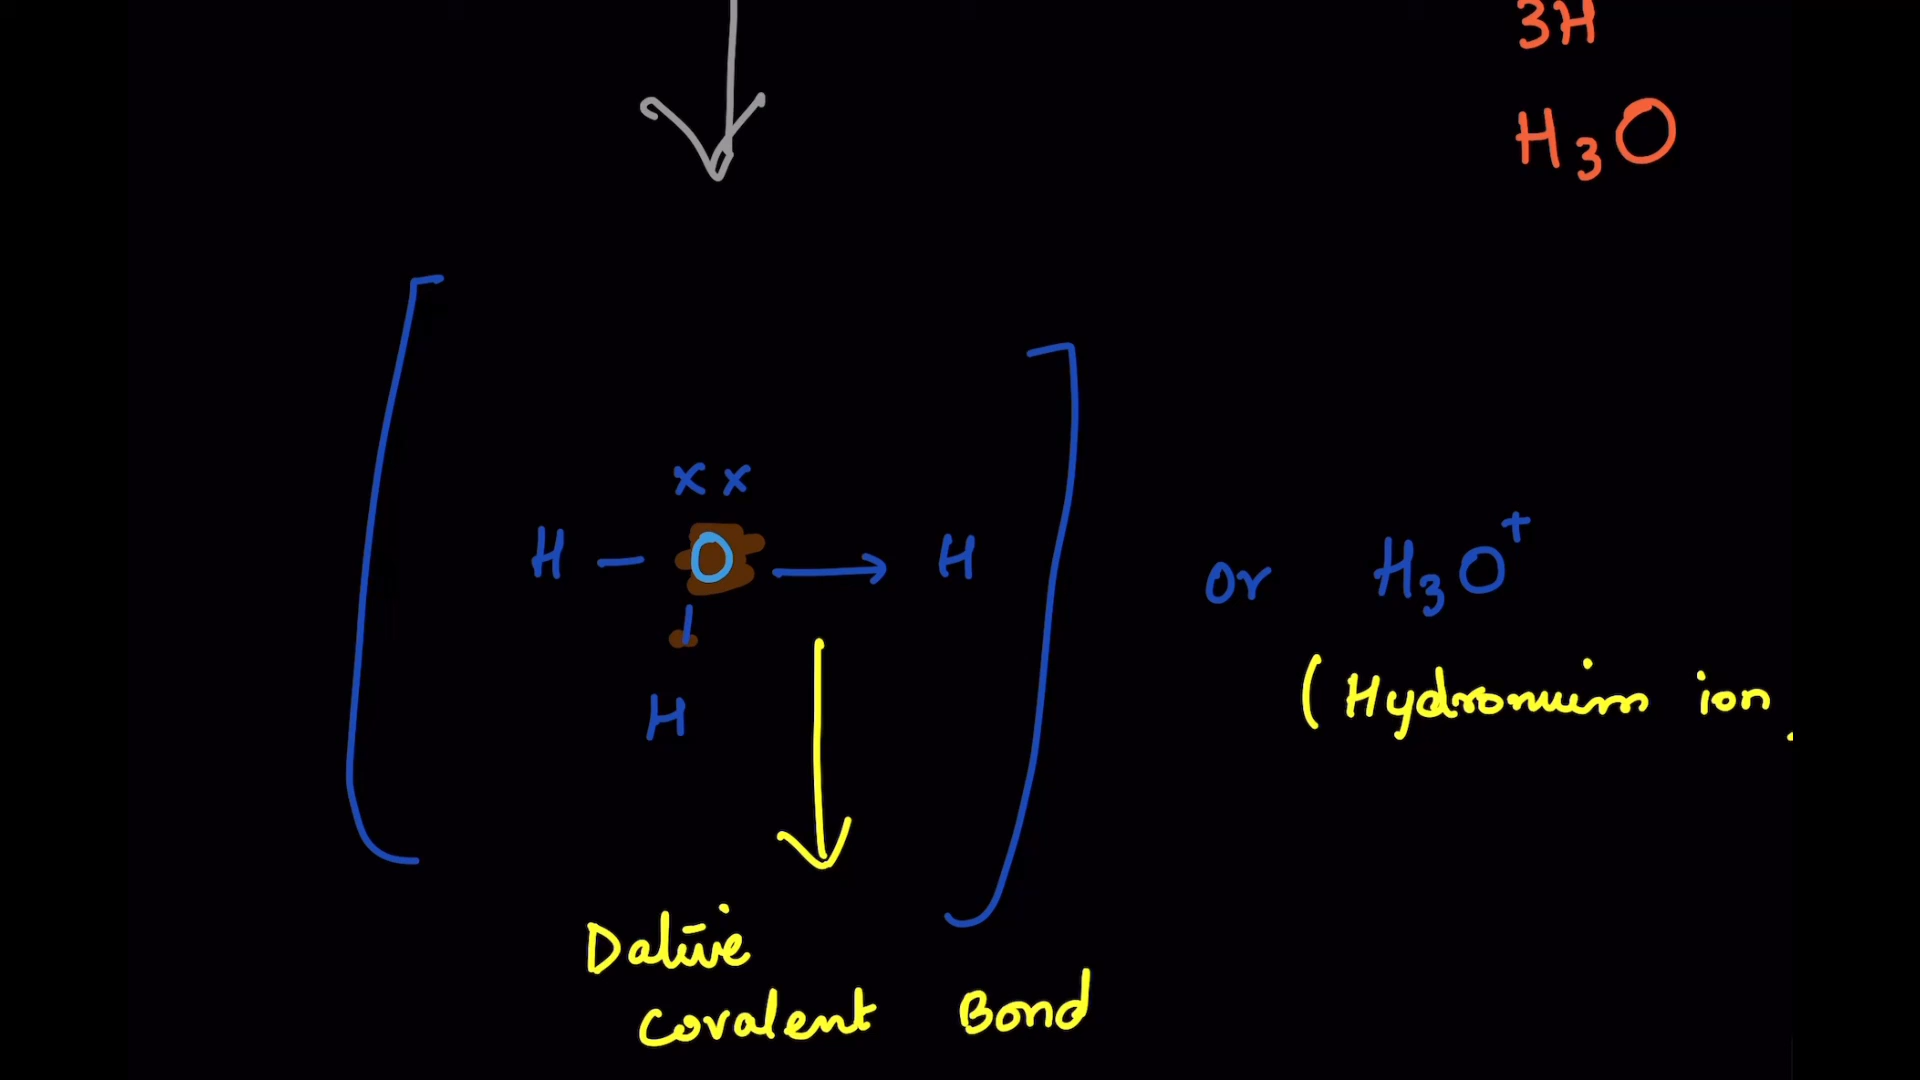 3H
H₃O
xx
H – O → H
H
or H₃O⁺
(Hydronium ion
Dative
covalent Bond